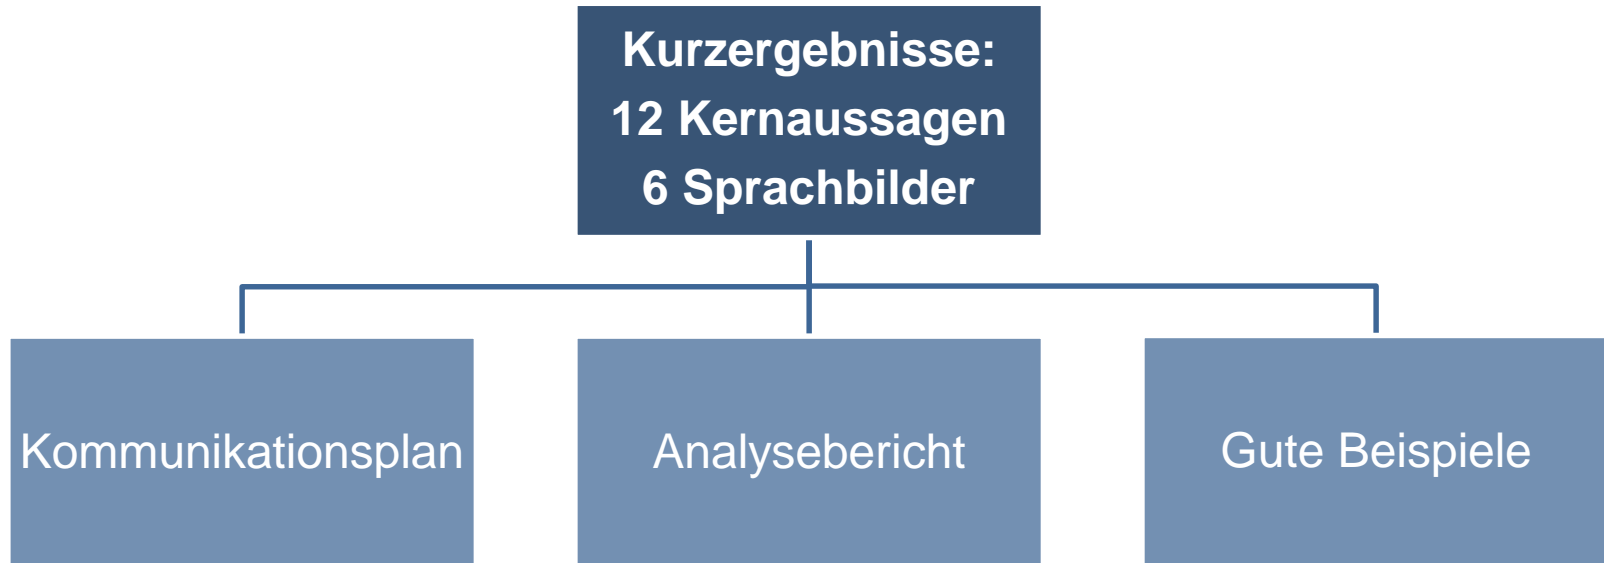 Kurzergebnisse:
12 Kernaussagen
6 Sprachbilder
Kommunikationsplan
Analysebericht
Gute Beispiele